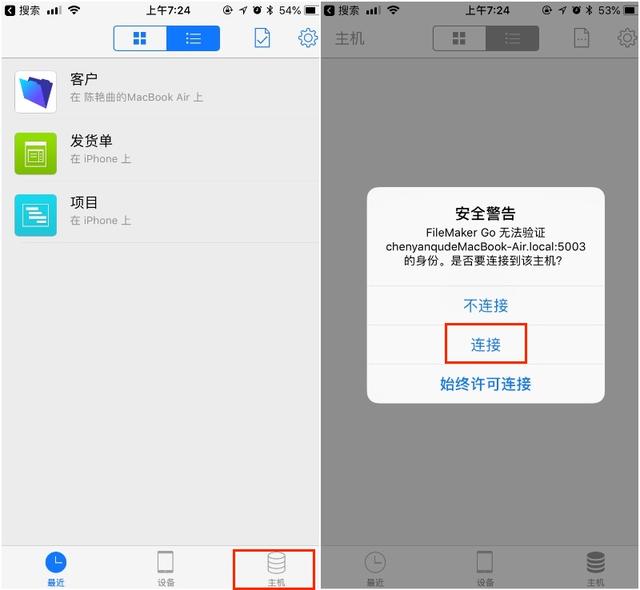 搜索
上午7:24
54%
客户
在 陈艳曲的MacBook Air 上
发货单
在 iPhone 上
项目
在 iPhone 上
最近
设备
主机
搜索
上午7:24
53%
主机
安全警告
FileMaker Go 无法验证
chenyanqudeMacBook-Air.local:5003
的身份。是否要连接到该主机?
不连接
连接
始终许可连接
最近
设备
主机